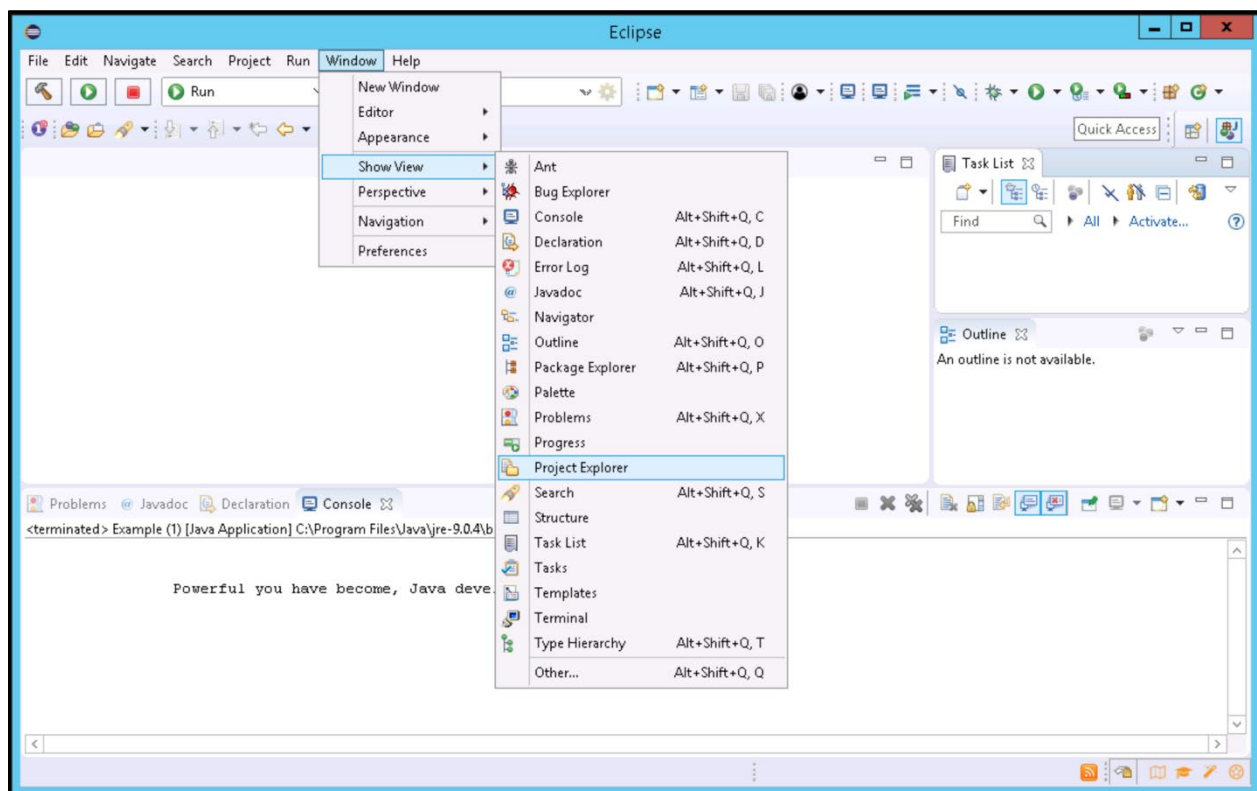 Eclipse
File Edit Navigate Search Project Run Window Help
Run
New Window
Editor
Appearance
Show View
Perspective
Navigation
Preferences
Quick Access
Ant
Bug Explorer
Console Alt+Shift+Q, C
Declaration Alt+Shift+Q, D
Error Log Alt+Shift+Q, L
Javadoc Alt+Shift+Q, J
Navigator
Outline Alt+Shift+Q, O
Package Explorer Alt+Shift+Q, P
Palette
Problems Alt+Shift+Q, X
Progress
Project Explorer
Search Alt+Shift+Q, S
Structure
Task List Alt+Shift+Q, K
Tasks
Templates
Terminal
Type Hierarchy Alt+Shift+Q, T
Other... Alt+Shift+Q, Q
Task List
Find All Activate...
Outline
An outline is not available.
Problems Javadoc Declaration Console
<terminated> Example (1) [Java Application] C:\Program Files\Java\jre-9.0.4\b
Powerful you have become, Java deve